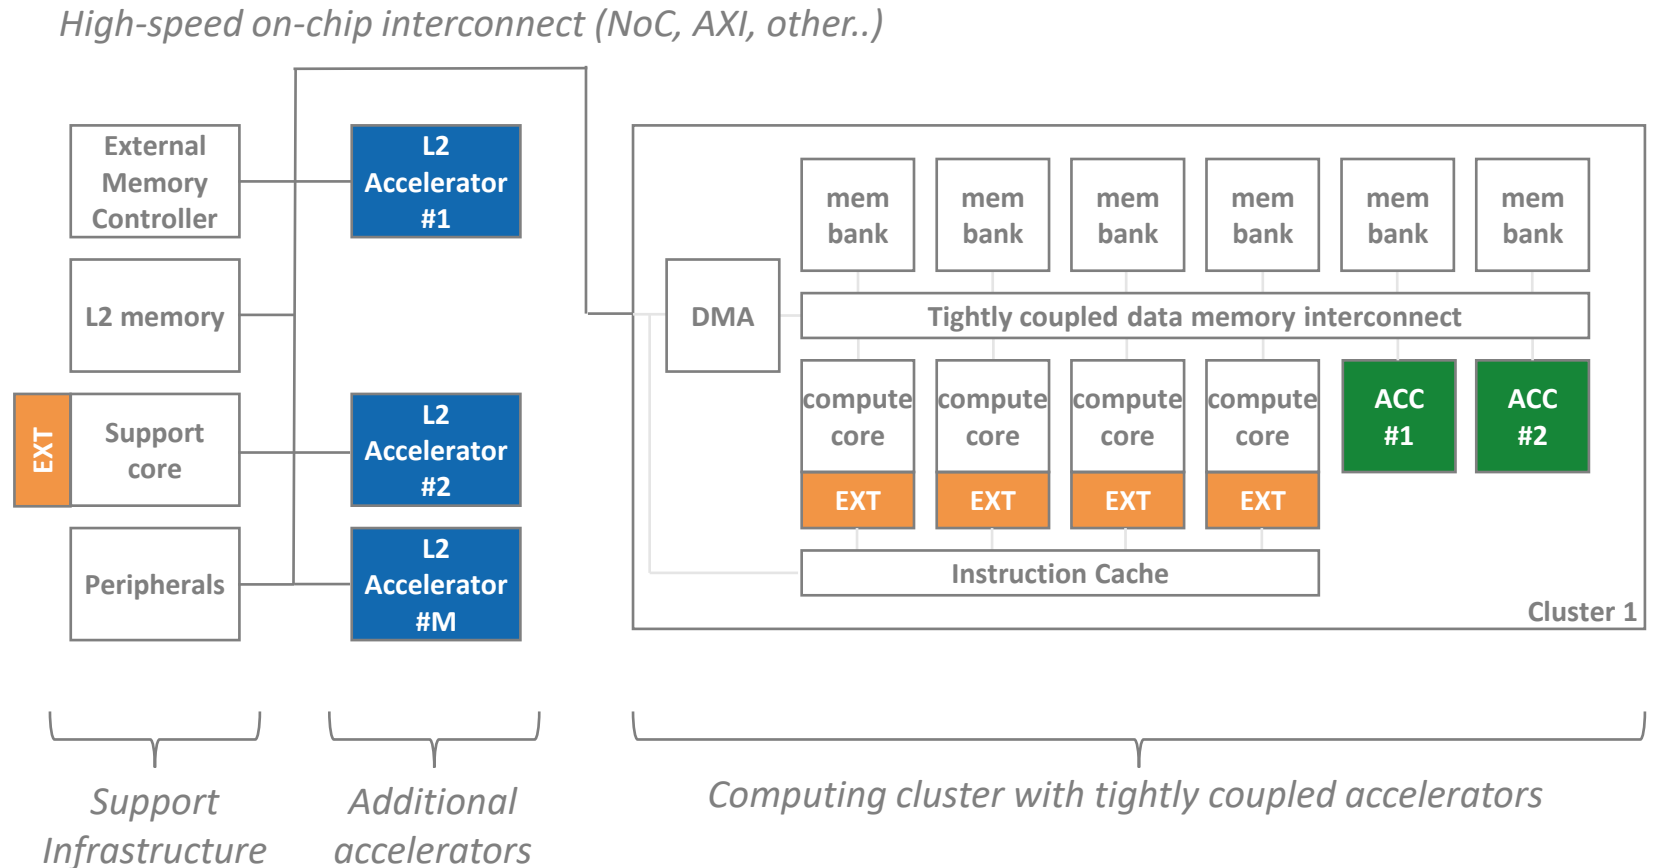 High-speed on-chip interconnect (NoC, AXI, other..)
External
Memory
Controller
L2 memory
EXT
Support
core
Peripherals
L2
Accelerator
#1
L2
Accelerator
#2
L2
Accelerator
#M
DMA
mem
bank
mem
bank
mem
bank
mem
bank
mem
bank
mem
bank
Tightly coupled data memory interconnect
compute
core
compute
core
compute
core
compute
core
ACC
#1
ACC
#2
EXT
EXT
EXT
EXT
Instruction Cache
Cluster 1
Support
Infrastructure
Additional
accelerators
Computing cluster with tightly coupled accelerators